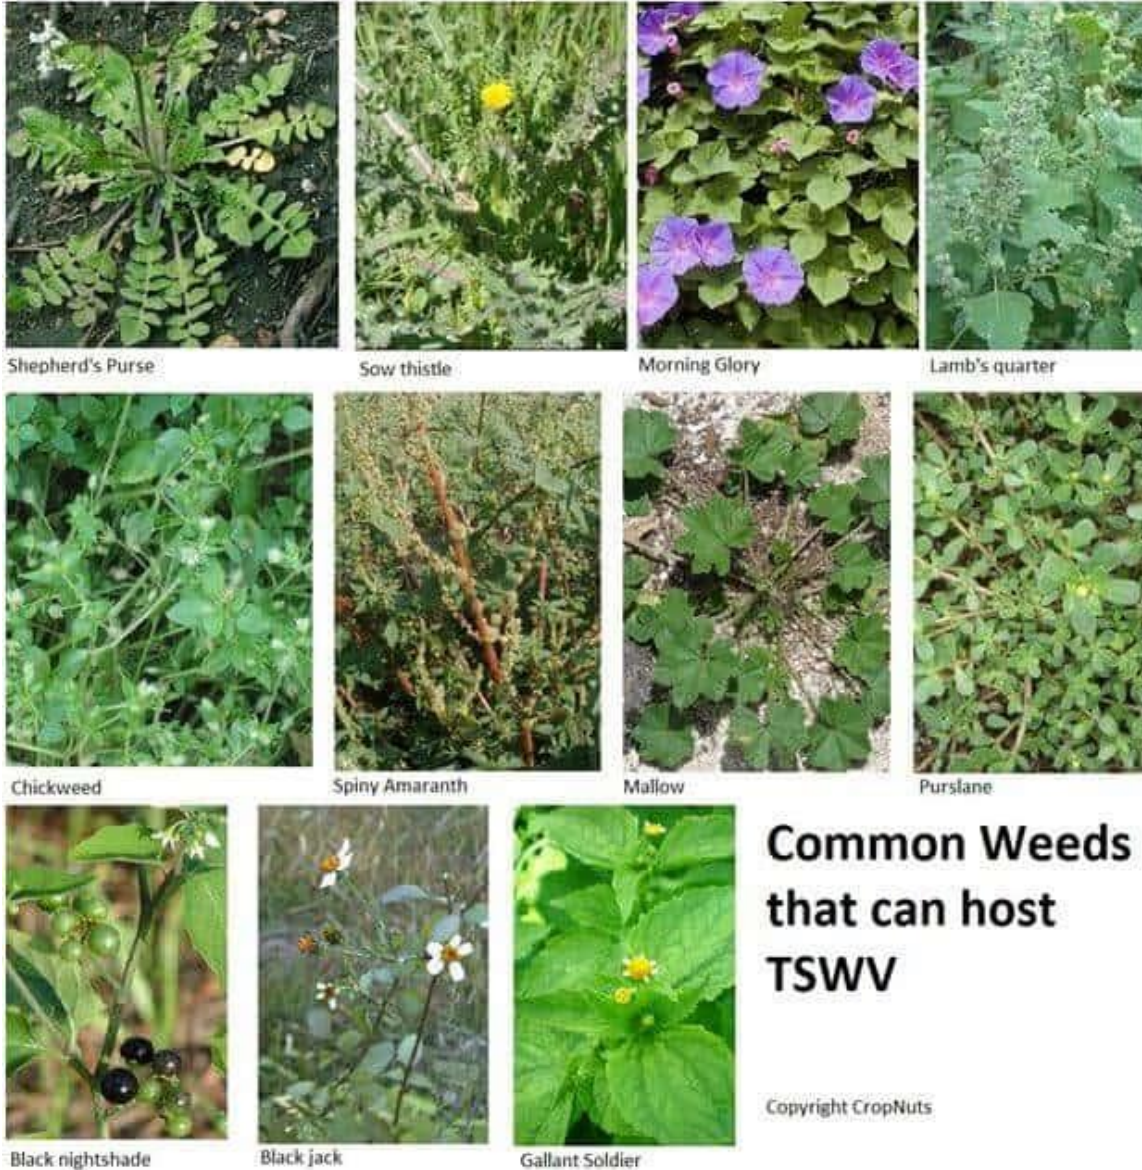 Shepherd's Purse
Sow thistle
Morning Glory
Lamb's quarter
Chickweed
Spiny Amaranth
Mallow
Purslane
Common Weeds
that can host
TSWV
Copyright CropNuts
Black nightshade
Black jack
Gallant Soldier